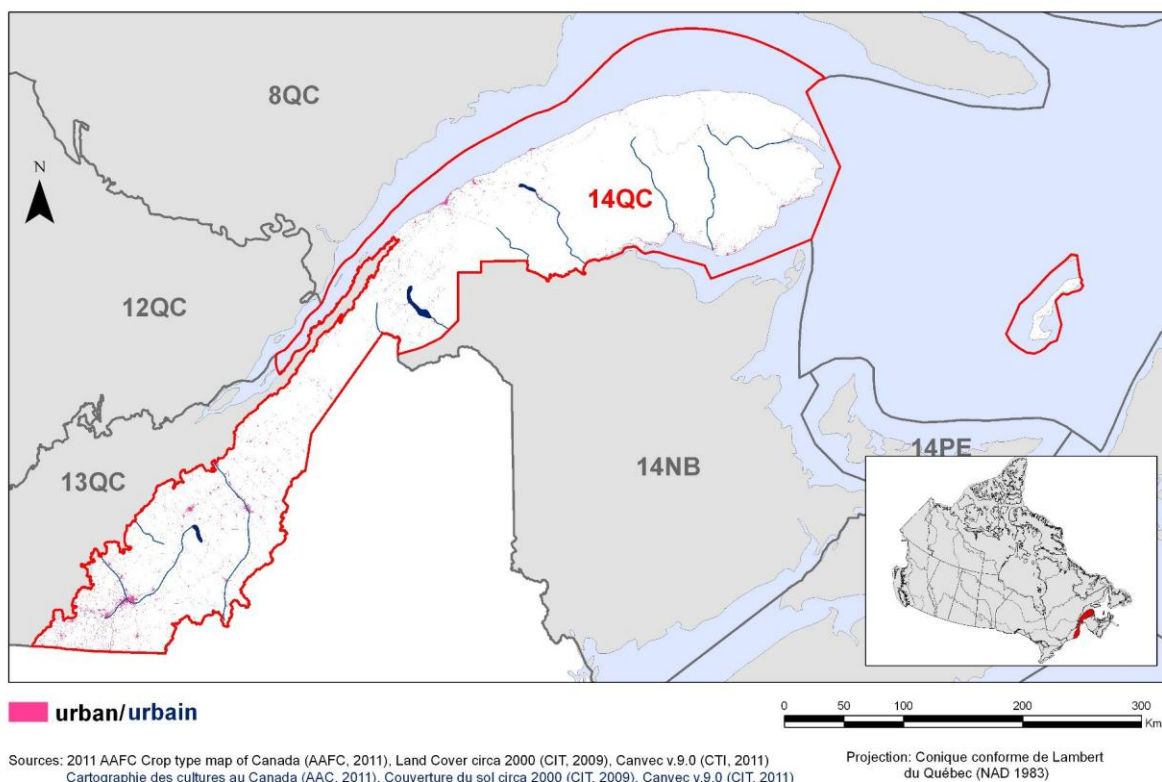 8QC
N
14QC
12QC
14PE
14NB
13QC
urban/urbain
0 50 100 200 300
Km
Sources: 2011 AAFC Crop type map of Canada (AAFC, 2011), Land Cover circa 2000 (CIT, 2009), Canvec v.9.0 (CTI, 2011)
Cartographie des cultures au Canada (AAC, 2011), Couverture du sol circa 2000 (CIT, 2009), Canvec v.9.0 (CIT, 2011)
Projection: Conique conforme de Lambert
du Québec (NAD 1983)